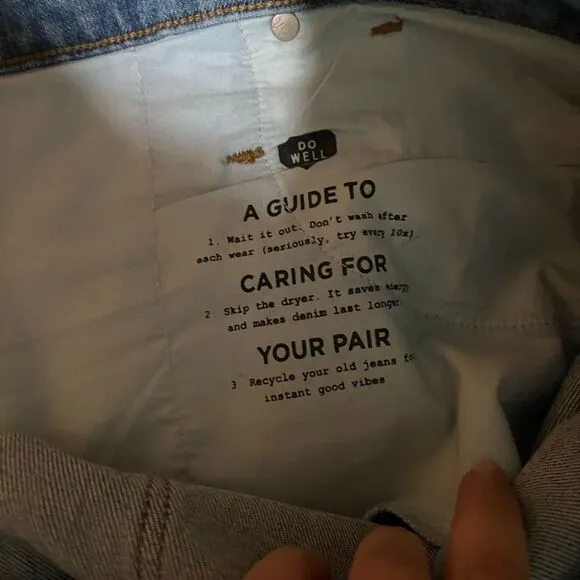 DO
WELL
A GUIDE TO
1. Wait it out. Don't wash after
each wear (seriously, try every 10x)
CARING FOR
2. Skip the dryer. It saves energy
and makes denim last longer
YOUR PAIR
3 Recycle your old jeans for
instant good vibes